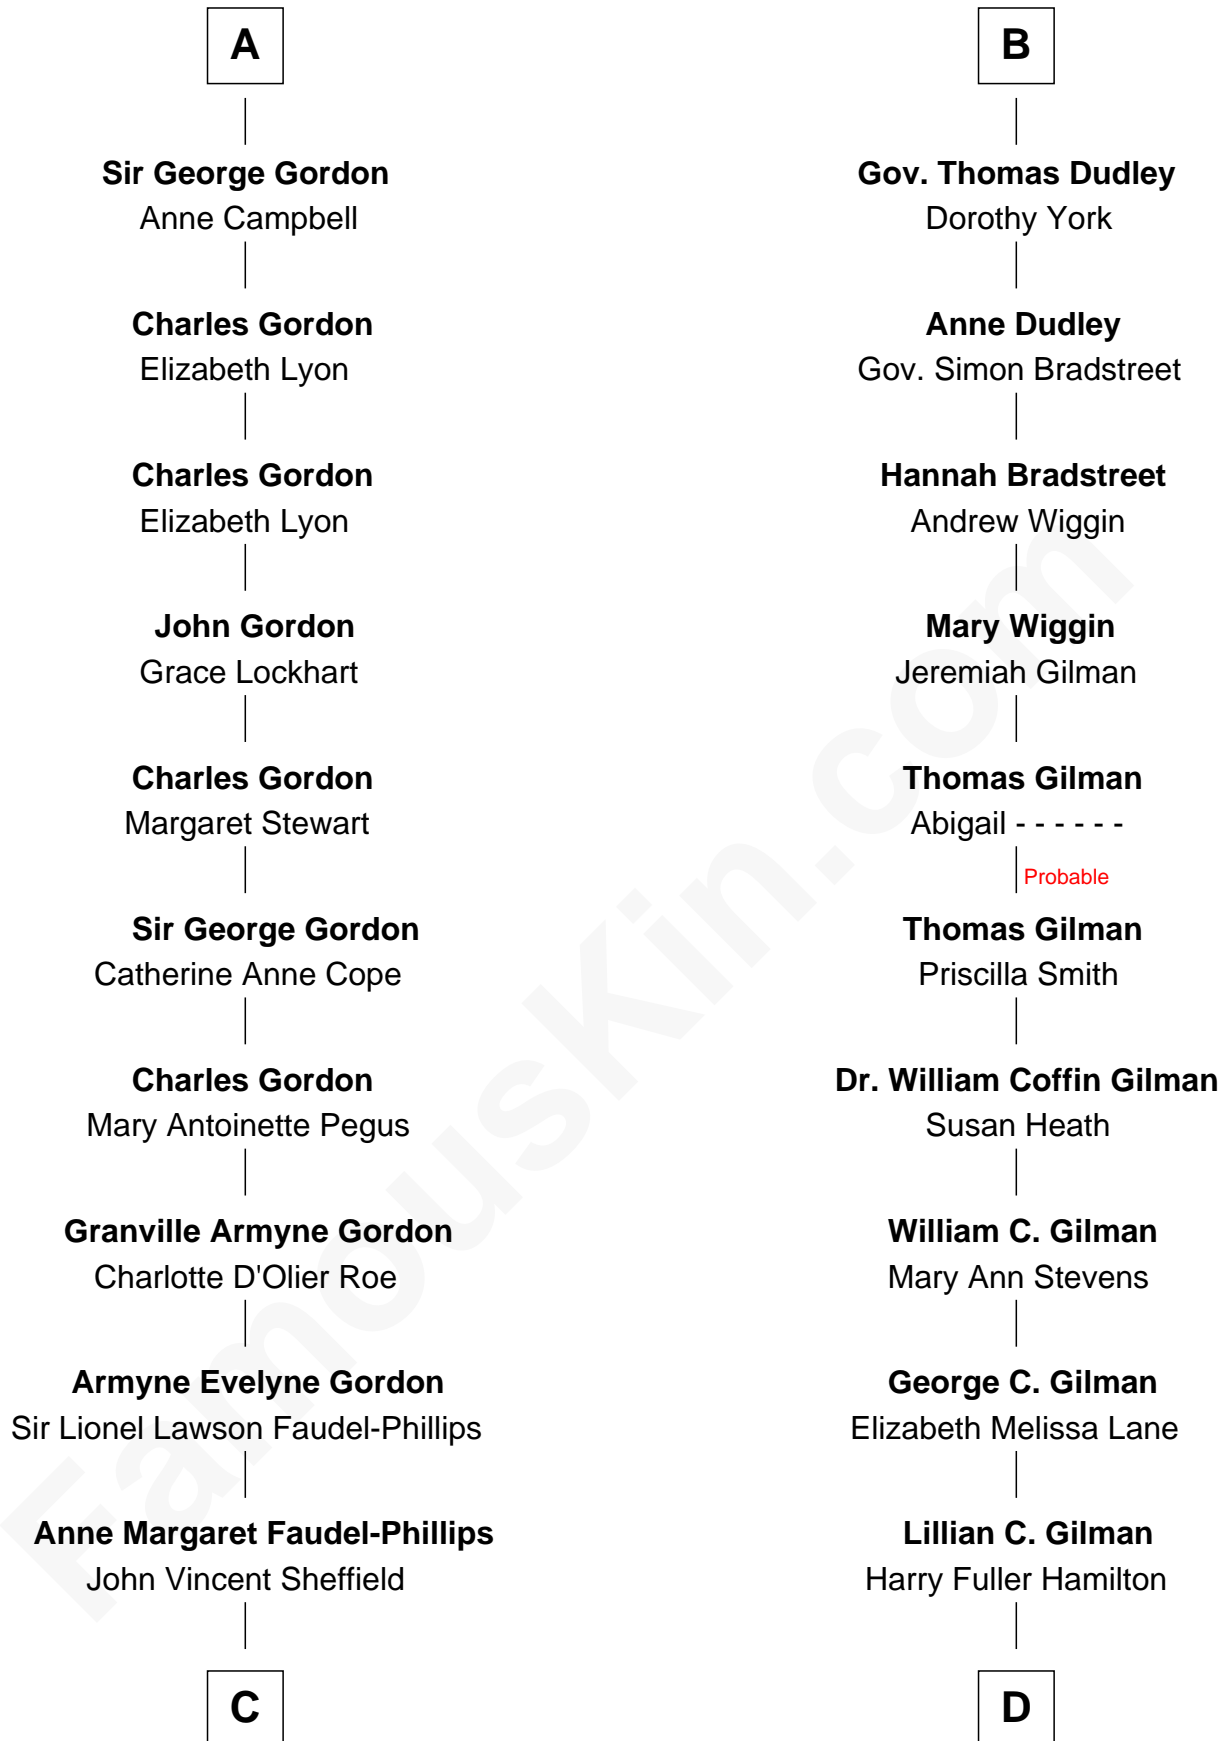 A
Sir George Gordon
Anne Campbell
Charles Gordon
Elizabeth Lyon
Charles Gordon
Elizabeth Lyon
John Gordon
Grace Lockhart
Charles Gordon
Margaret Stewart
Sir George Gordon
Catherine Anne Cope
Charles Gordon
Mary Antoinette Pegus
Granville Armyne Gordon
Charlotte D'Olier Roe
Armyne Evelyne Gordon
Sir Lionel Lawson Faudel-Phillips
Anne Margaret Faudel-Phillips
John Vincent Sheffield
C
B
Gov. Thomas Dudley
Dorothy York
Anne Dudley
Gov. Simon Bradstreet
Hannah Bradstreet
Andrew Wiggin
Mary Wiggin
Jeremiah Gilman
Thomas Gilman
Abigail - - - - - -
Probable
Thomas Gilman
Priscilla Smith
Dr. William Coffin Gilman
Susan Heath
William C. Gilman
Mary Ann Stevens
George C. Gilman
Elizabeth Melissa Lane
Lillian C. Gilman
Harry Fuller Hamilton
D
FamousKin.com